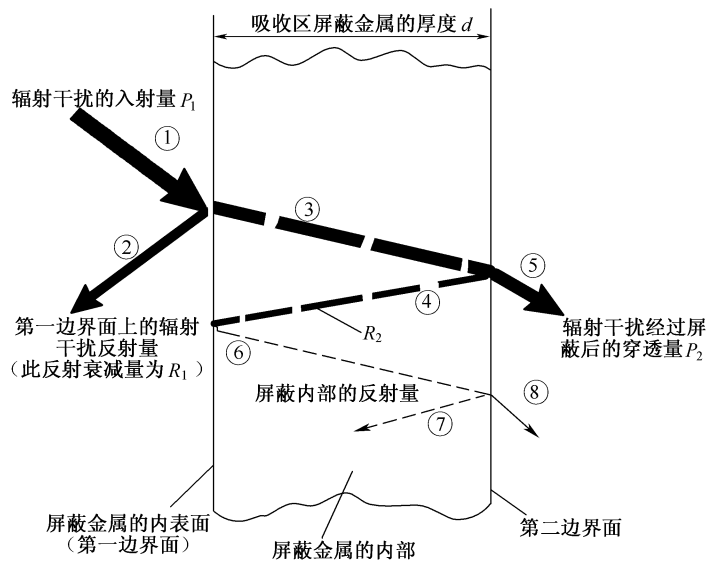 吸收区屏蔽金属的厚度 d
辐射干扰的入射量 P₁
①
②
③
④
⑤
第一边界面上的辐射
干扰反射量
（此反射衰减量为 R₁）
R₂
辐射干扰经过屏
蔽后的穿透量P₂
⑥
屏蔽内部的反射量
⑧
⑦
屏蔽金属的内表面
（第一边界面）
屏蔽金属的内部
第二边界面